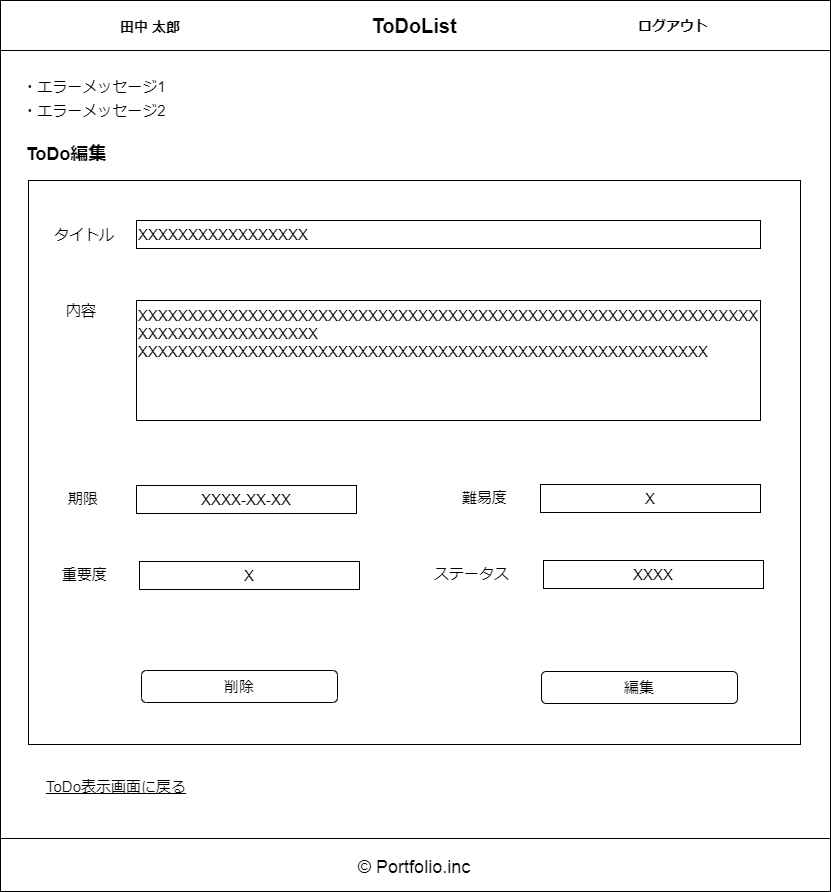 田中 太郎
ToDoList
ログアウト
・エラーメッセージ1
・エラーメッセージ2
ToDo編集
タイトル
XXXXXXXXXXXXXXXXX
内容
XXXXXXXXXXXXXXXXXXXXXXXXXXXXXXXXXXXXXXXXXXXXXXXXXXXXXXXXXXXXXX
XXXXXXXXXXXXXXXXXX
XXXXXXXXXXXXXXXXXXXXXXXXXXXXXXXXXXXXXXXXXXXXXXXXXXXXXXXXX
期限
XXXX-XX-XX
難易度
X
重要度
X
ステータス
XXXX
削除
編集
ToDo表示画面に戻る
© Portfolio.inc